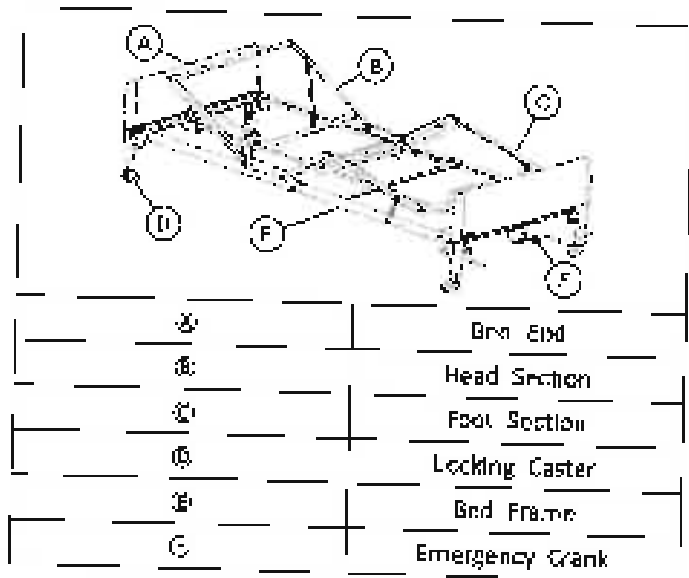 A
B
C
D
E
F
A Bed End
B Head Section
C Foot Section
D Locking Caster
E Bed Frame
F Emergency Crank